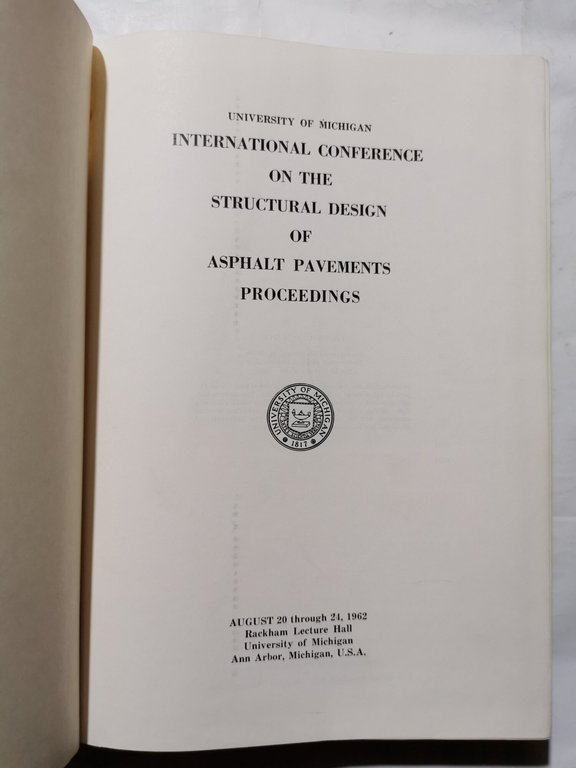 UNIVERSITY OF MICHIGAN
INTERNATIONAL CONFERENCE
ON THE
STRUCTURAL DESIGN
OF
ASPHALT PAVEMENTS
PROCEEDINGS
UNIVERSITY OF MICHIGAN
1817
AUGUST 20 through 24, 1962
Rackham Lecture Hall
University of Michigan
Ann Arbor, Michigan, U.S.A.